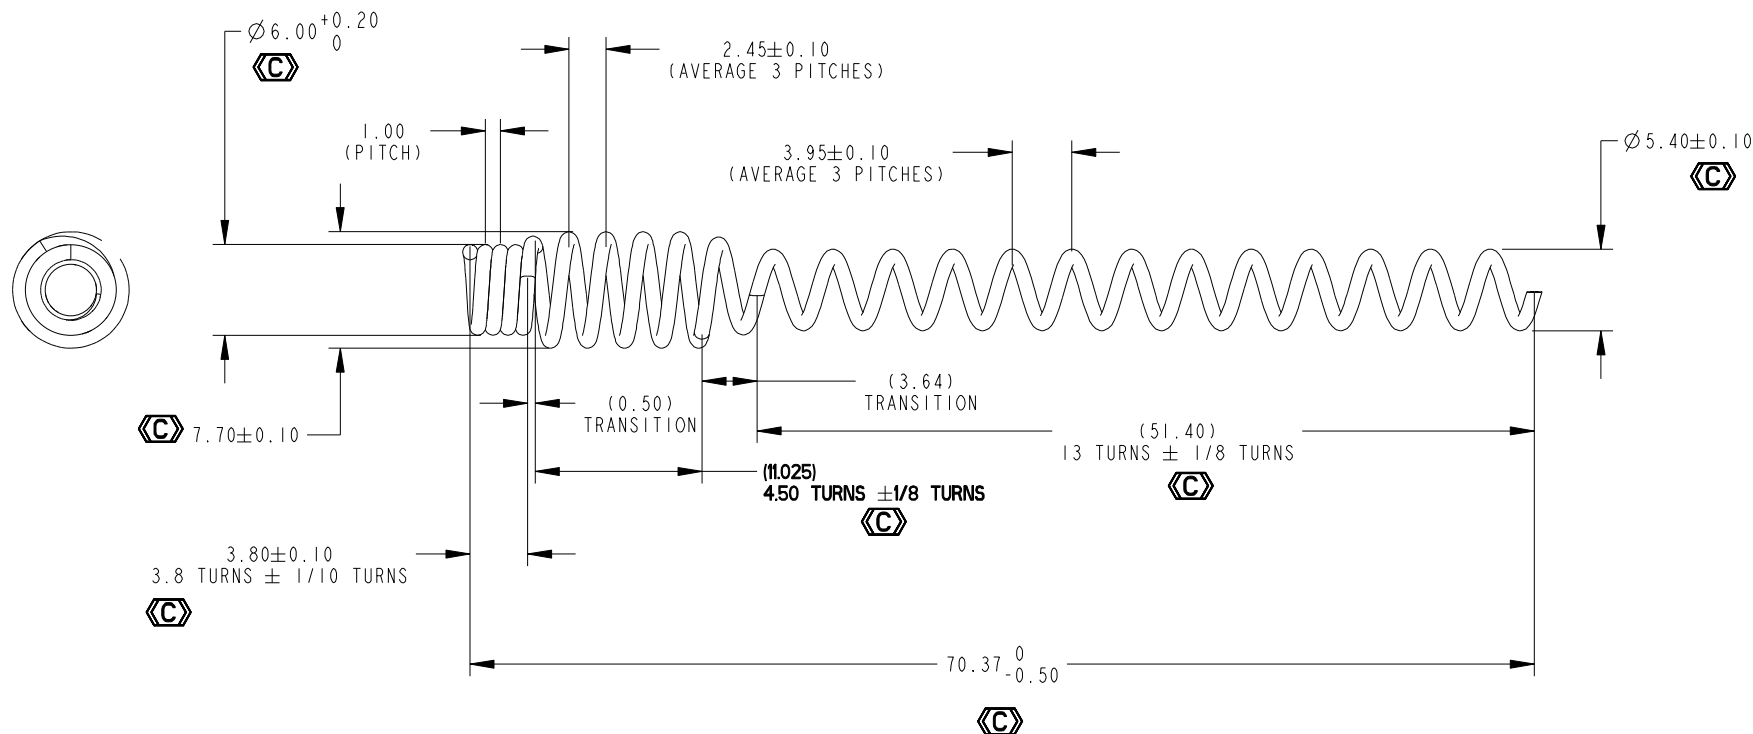 Ø6.00 +0.20
0
C
2.45±0.10
(AVERAGE 3 PITCHES)
1.00
(PITCH)
3.95±0.10
(AVERAGE 3 PITCHES)
Ø5.40±0.10
C
(3.64)
TRANSITION
(0.50)
TRANSITION
C 7.70±0.10
(51.40)
13 TURNS ± 1/8 TURNS
C
(11.025)
4.50 TURNS ±1/8 TURNS
C
3.80±0.10
3.8 TURNS ± 1/10 TURNS
C
70.37 0
-0.50
C